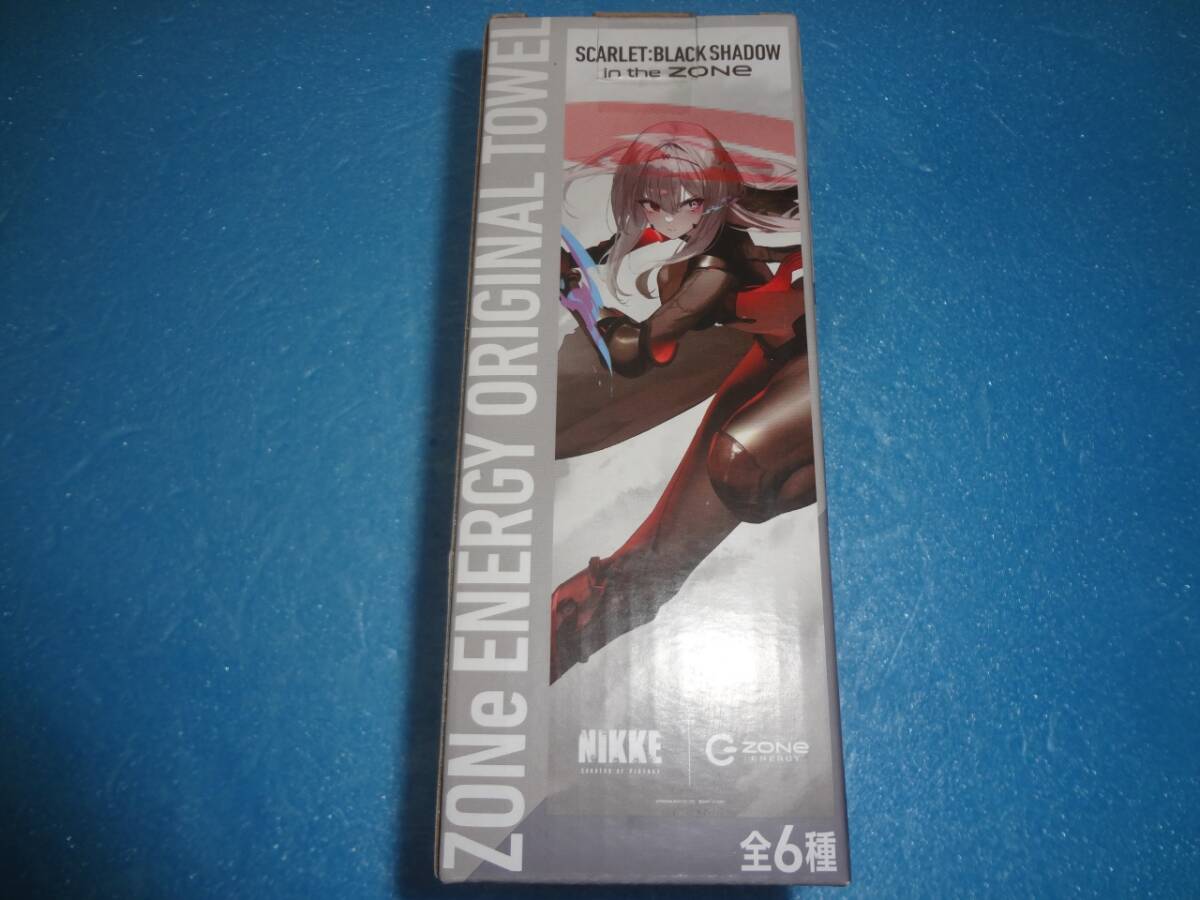 SCARLET:BLACK SHADOW
in the ZONe
ZONe ENERGY ORIGINAL TOWEL
NIKKE
ZONe
ENERGY
全6種